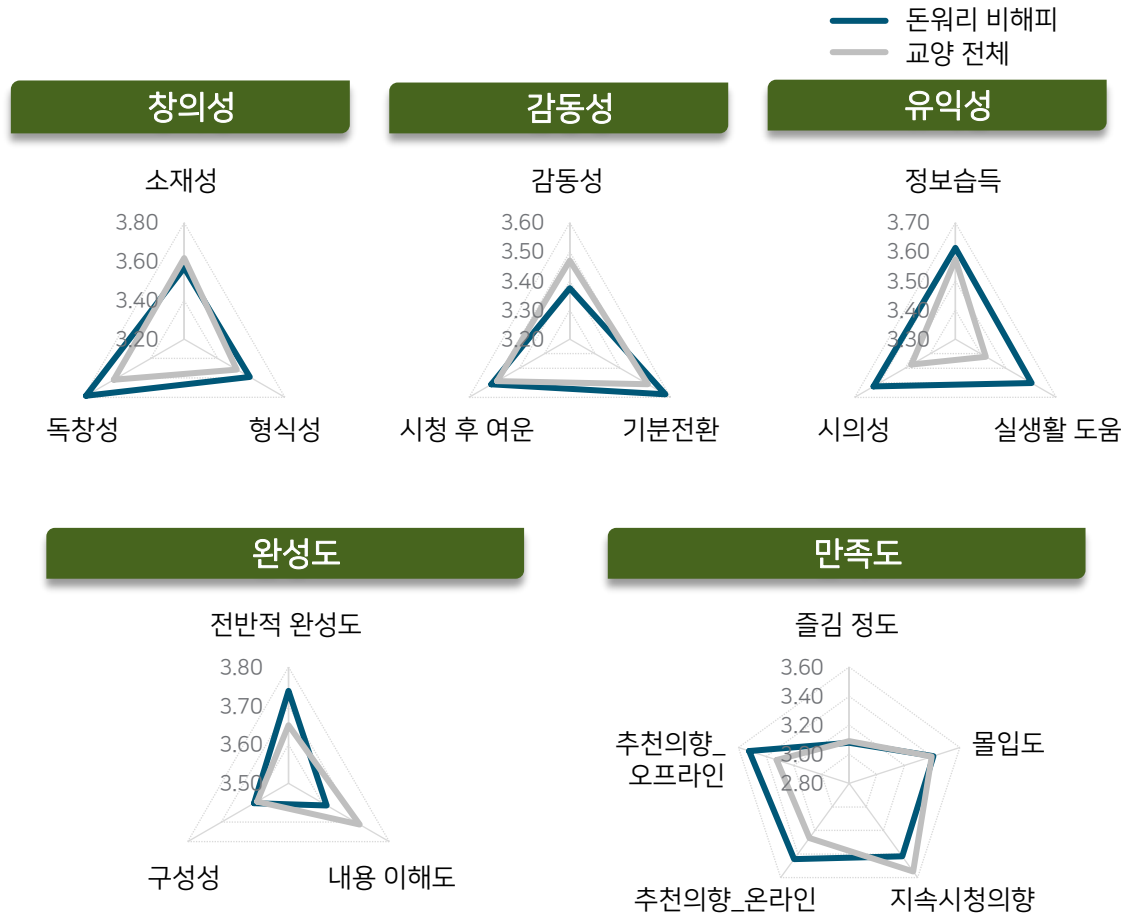 돈워리 비해피
교양 전체
창의성
감동성
유익성
소재성
3.80
3.60
3.40
3.20
독창성
형식성
감동성
3.60
3.50
3.40
3.30
3.20
시청 후 여운
기분전환
정보습득
3.70
3.60
3.50
3.40
3.30
시의성
실생활 도움
완성도
만족도
전반적 완성도
3.80
3.70
3.60
3.50
구성성
내용 이해도
즐김 정도
3.60
3.40
3.20
3.00
2.80
추천의향_
오프라인
몰입도
추천의향_온라인
지속시청의향